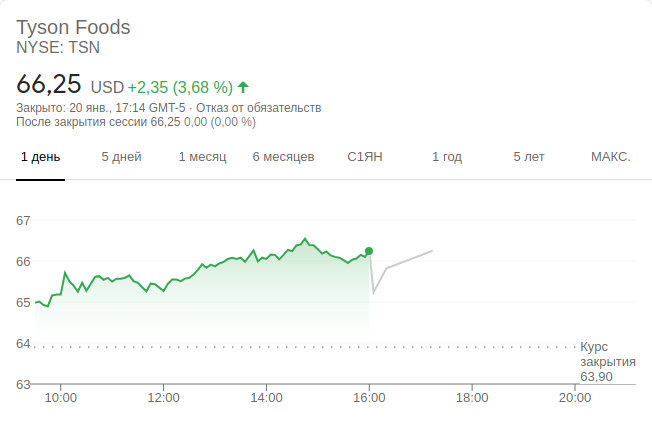 Tyson Foods
NYSE: TSN
66,25 USD +2,35 (3,68 %)
Закрыто: 20 янв., 17:14 GMT-5 · Отказ от обязательств
После закрытия сессии 66,25 0,00 (0,00 %)
1 день 5 дней 1 месяц 6 месяцев С1ЯН 1 год 5 лет МАКС.
67
66
65
64
Курс
закрытия
63,90
63
10:00 12:00 14:00 16:00 18:00 20:00